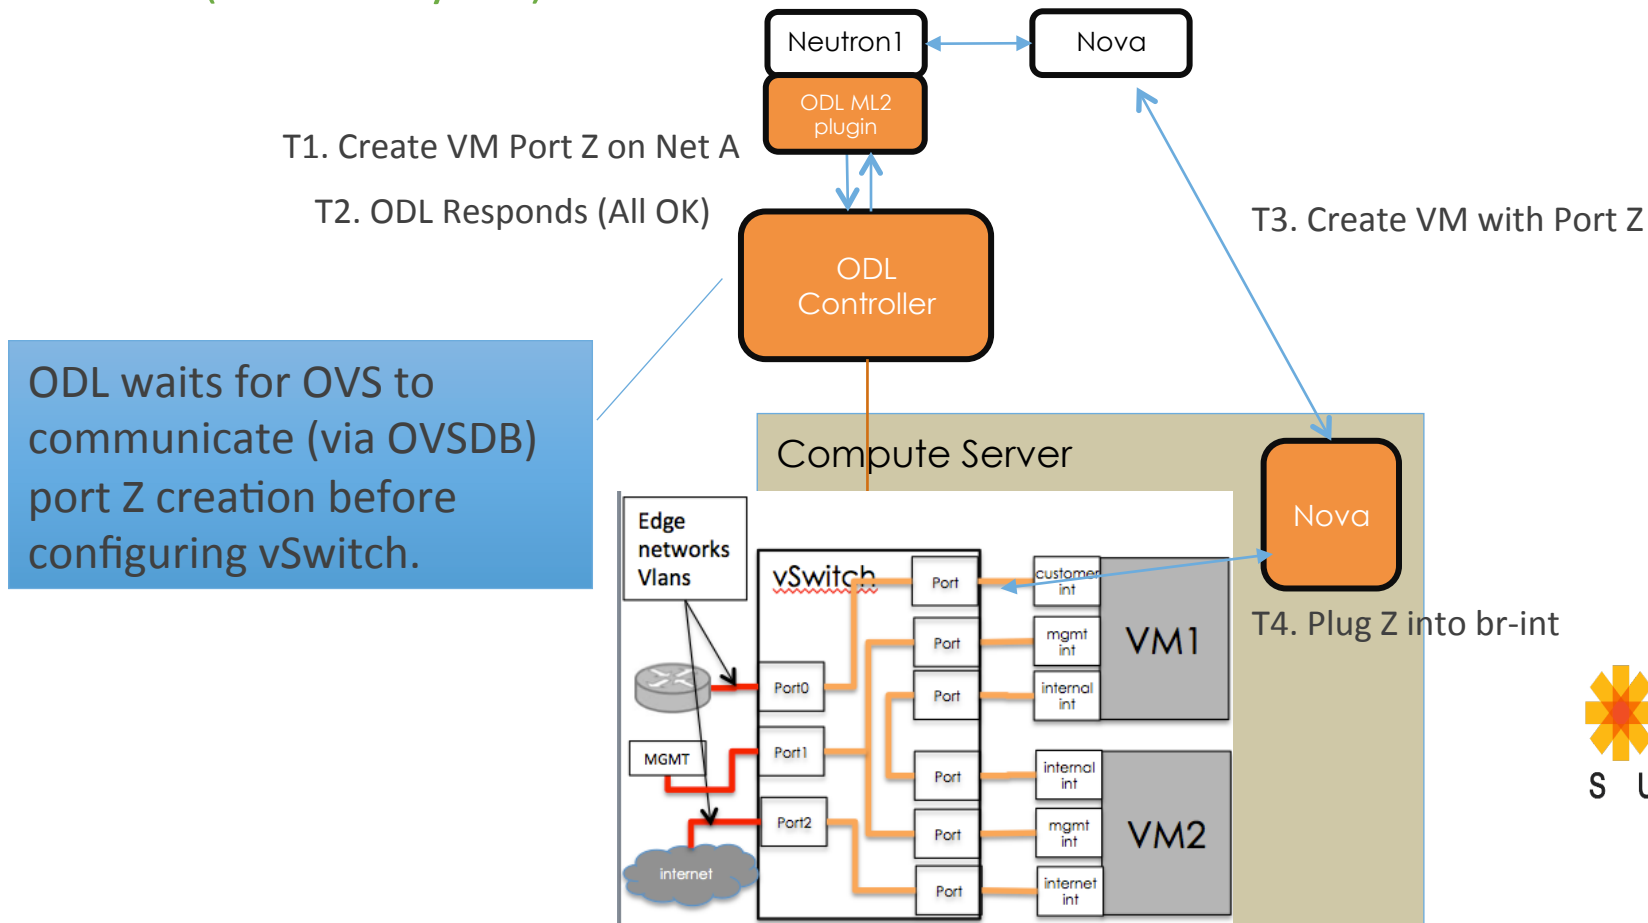 Neutron1
Nova
ODL ML2
plugin
T1. Create VM Port Z on Net A
T2. ODL Responds (All OK)
T3. Create VM with Port Z
ODL
Controller
ODL waits for OVS to
communicate (via OVSDB)
port Z creation before
configuring vSwitch.
Compute Server
Nova
Edge
networks
Vlans
vSwitch
Port
customer
int
T4. Plug Z into br-int
Port
mgmt
int
VM1
Port0
Port
internal
int
MGMT
Port1
Port
internal
int
Port2
Port
mgmt
int
VM2
internet
Port
internet
int
S U